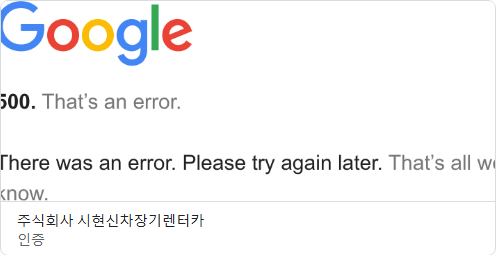 Google
500. That’s an error.
There was an error. Please try again later. That’s all we
know.
주식회사 시현신차장기렌터카
인증